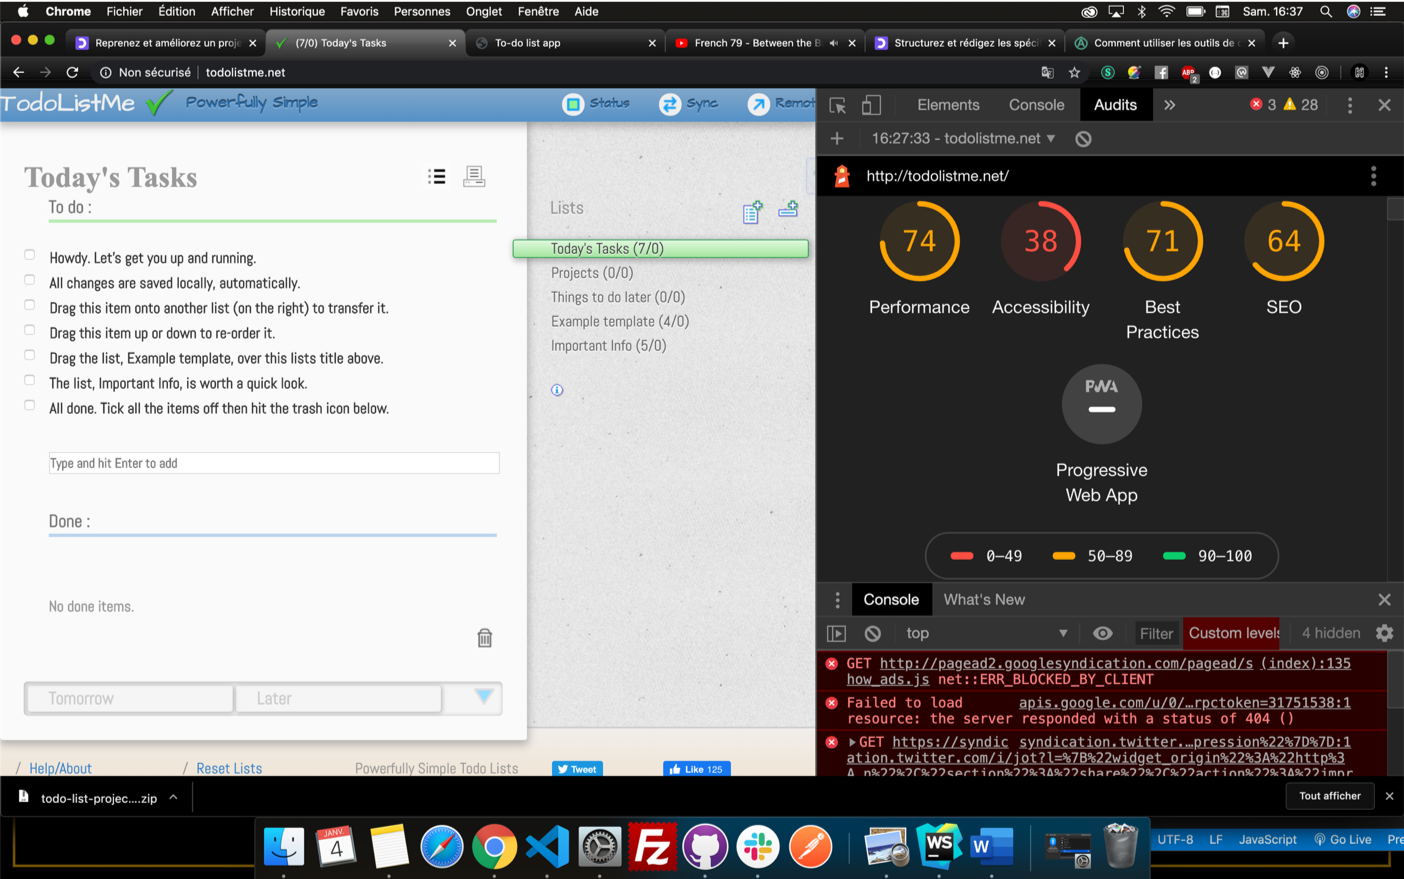 Chrome Fichier Édition Afficher Historique Favoris Personnes Onglet Fenêtre Aide Sam. 16:37
Reprenez et améliorez un proje (7/0) Today's Tasks To-do list app French 79 - Between the B Structurez et rédigez les spécif Comment utiliser les outils de
Non sécurisé todolistme.net ABP 2
TodoListMe Powerfully Simple Status Sync Remot
Elements Console Audits 3 28
16:27:33 - todolistme.net
http://todolistme.net/
Today's Tasks
To do :
Howdy. Let's get you up and running.
All changes are saved locally, automatically.
Drag this item onto another list (on the right) to transfer it.
Drag this item up or down to re-order it.
Drag the list, Example template, over this lists title above.
The list, Important Info, is worth a quick look.
All done. Tick all the items off then hit the trash icon below.
Type and hit Enter to add
Done :
No done items.
Tomorrow Later
Lists
Today's Tasks (7/0)
Projects (0/0)
Things to do later (0/0)
Example template (4/0)
Important Info (5/0)
74 38 71 64
Performance Accessibility Best Practices SEO
PWA
Progressive
Web App
0–49 50–89 90–100
Console What's New
top Filter Custom levels 4 hidden
GET http://pagead2.googlesyndication.com/pagead/s (index):135
how_ads.js net::ERR_BLOCKED_BY_CLIENT
Failed to load apis.google.com/u/0/…rpctoken=31751538:1
resource: the server responded with a status of 404 ()
GET https://syndic syndication.twitter.…pression%22%7D%7D:1
ation.twitter.com/i/jot?l=%7B%22widget_origin%22%3A%22http%3
A n%22%2C%22section%22%3A%22share%22%2C%22action%22%3A%22impr
/ Help/About / Reset Lists Powerfully Simple Todo Lists Tweet Like 125
todo-list-projec....zip Tout afficher
JANV. 4
Fz WS W
UTF-8 LF JavaScript Go Live Pre